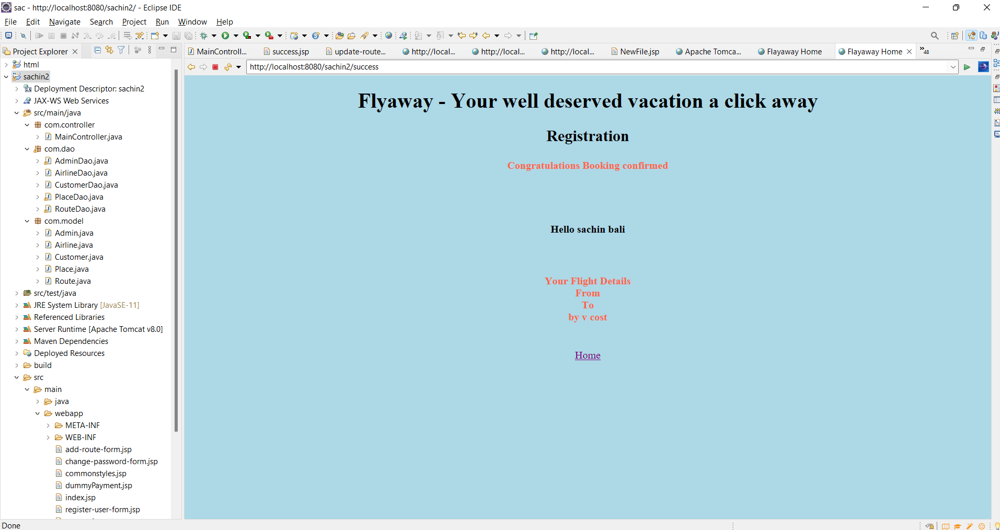 sac - http://localhost:8080/sachin2/ - Eclipse IDE
File Edit Navigate Search Project Run Window Help
Project Explorer
html
sachin2
Deployment Descriptor: sachin2
JAX-WS Web Services
src/main/java
com.controller
MainController.java
com.dao
AdminDao.java
AirlineDao.java
CustomerDao.java
PlaceDao.java
RouteDao.java
com.model
Admin.java
Airline.java
Customer.java
Place.java
Route.java
src/test/java
JRE System Library [JavaSE-11]
Referenced Libraries
Server Runtime [Apache Tomcat v8.0]
Maven Dependencies
Deployed Resources
build
src
main
java
webapp
META-INF
WEB-INF
add-route-form.jsp
change-password-form.jsp
commonstyles.jsp
dummyPayment.jsp
index.jsp
register-user-form.jsp
MainControll... success.jsp update-route... http://local... http://local... http://local... NewFile.jsp Apache Tomca... Flayaway Home Flayaway Home »48
http://localhost:8080/sachin2/success
Flyaway - Your well deserved vacation a click away
Registration
Congratulations Booking confirmed
Hello sachin bali
Your Flight Details
From
To
by v cost
Home
Done